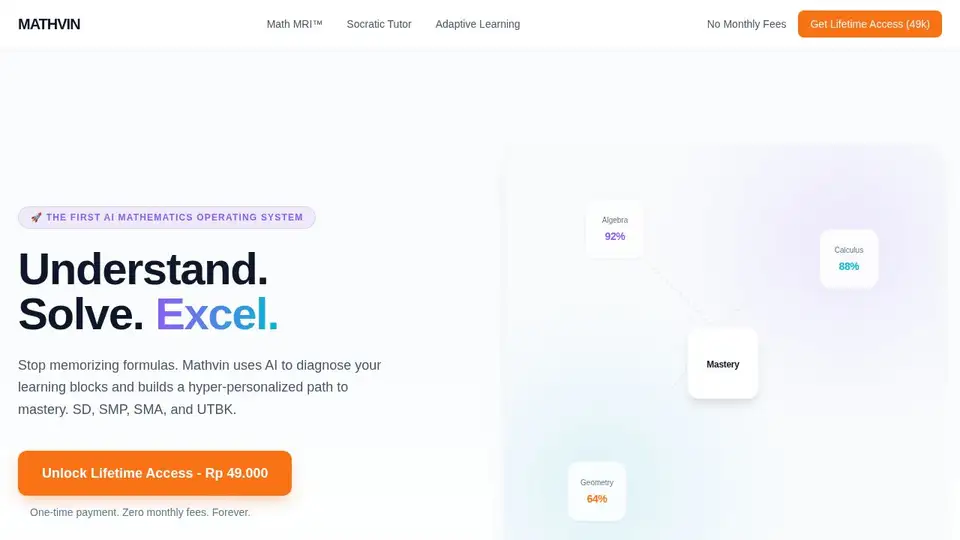 MATHVIN
Math MRI™
Socratic Tutor
Adaptive Learning
No Monthly Fees
Get Lifetime Access (49k)
🚀 THE FIRST AI MATHEMATICS OPERATING SYSTEM
Understand.
Solve. Excel.
Stop memorizing formulas. Mathvin uses AI to diagnose your
learning blocks and builds a hyper-personalized path to
mastery. SD, SMP, SMA, and UTBK.
Unlock Lifetime Access - Rp 49.000
One-time payment. Zero monthly fees. Forever.
Algebra
92%
Calculus
88%
Mastery
Geometry
64%